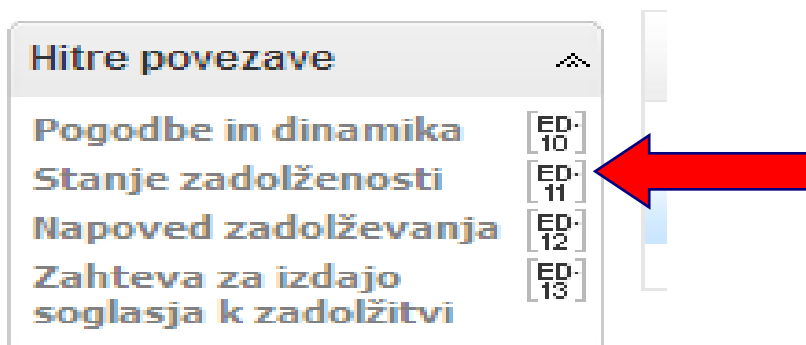 Hitre povezave
Pogodbe in dinamika [ED-10]
Stanje zadolženosti [ED-11]
Napoved zadolževanja [ED-12]
Zahteva za izdajo [ED-13]
soglasja k zadolžitvi